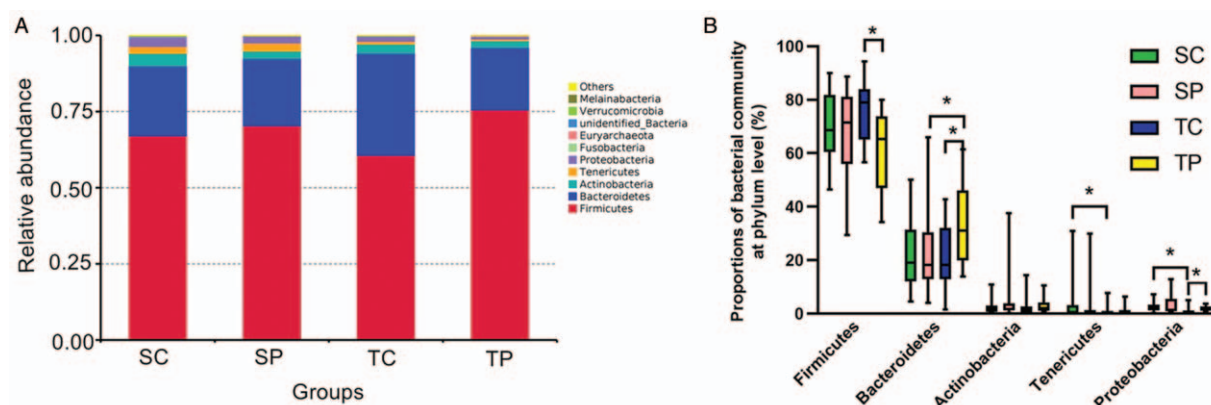 A
Relative abundance
1.00
0.75
0.50
0.25
0.00
SC
SP
TC
TP
Groups
Others
Melainabacteria
Verrucomicrobia
unidentified_Bacteria
Euryarchaeota
Fusobacteria
Proteobacteria
Tenericutes
Actinobacteria
Bacteroidetes
Firmicutes
B
Proportions of bacterial community
at phylum level (%)
100
80
60
40
20
0
*
*
*
*
*
*
Firmicutes
Bacteroidetes
Actinobacteria
Tenericutes
Proteobacteria
SC
SP
TC
TP